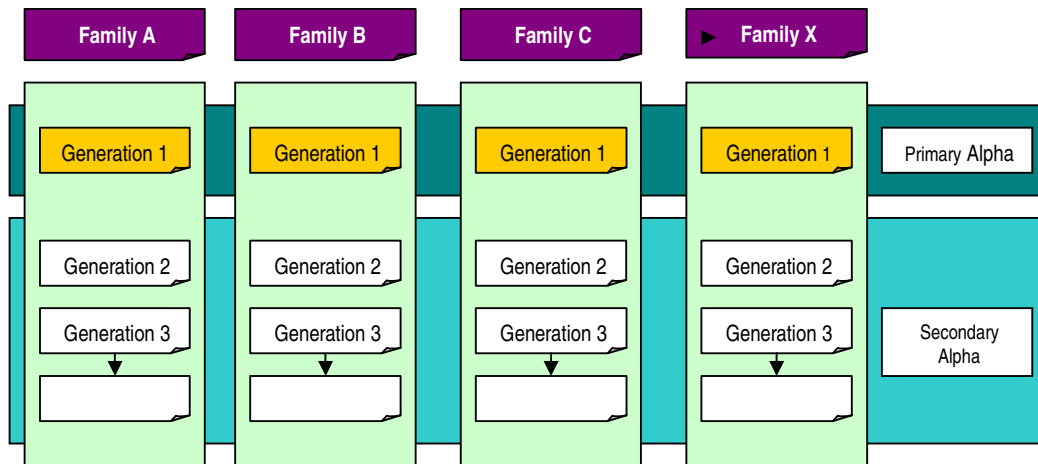 Family A
Family B
Family C
Family X
Generation 1
Generation 1
Generation 1
Generation 1
Primary Alpha
Generation 2
Generation 2
Generation 2
Generation 2
Generation 3
Generation 3
Generation 3
Generation 3
Secondary
Alpha